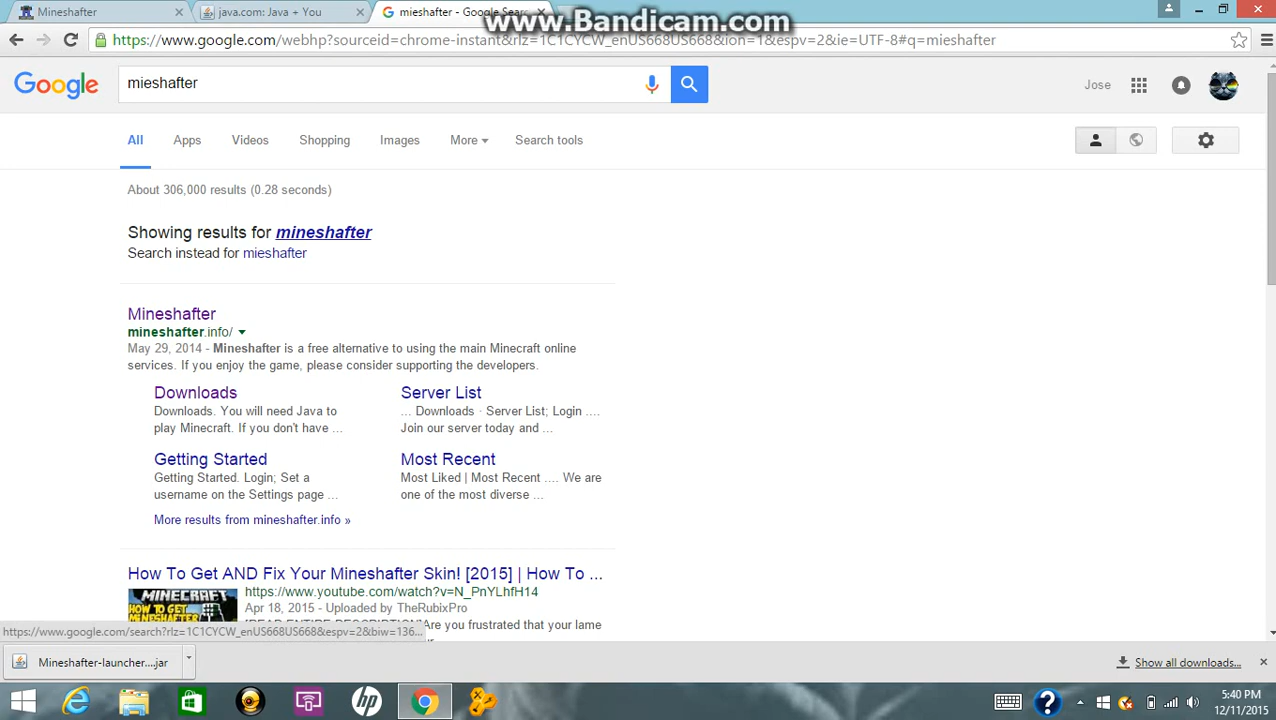 Mineshafter
java.com: Java + You
mieshafter - Google Sear
www.Bandicam.com
https://www.google.com/webhp?sourceid=chrome-instant&rlz=1C1CYCW_enUS668US668&ion=1&espv=2&ie=UTF-8#q=mieshafter
Google
mieshafter
Jose
All
Apps
Videos
Shopping
Images
More
Search tools
About 306,000 results (0.28 seconds)
Showing results for mineshafter
Search instead for mieshafter
Mineshafter
mineshafter.info/
May 29, 2014 - Mineshafter is a free alternative to using the main Minecraft online
services. If you enjoy the game, please consider supporting the developers.
Downloads
Downloads. You will need Java to
play Minecraft. If you don't have ...
Server List
... Downloads · Server List; Login ....
Join our server today and ...
Getting Started
Getting Started. Login; Set a
username on the Settings page ...
Most Recent
Most Liked | Most Recent .... We are
one of the most diverse ...
More results from mineshafter.info »
How To Get AND Fix Your Mineshafter Skin! [2015] | How To ...
https://www.youtube.com/watch?v=N_PnYLhfH14
Apr 18, 2015 - Uploaded by TheRubixPro
Are you frustrated that your lame
MINECRAFT
HOW TO GET
MINESHAFTER
https://www.google.com/search?rlz=1C1CYCW_enUS668US668&espv=2&biw=136...
Mineshafter-launcher....jar
Show all downloads...
hp
5:40 PM
12/11/2015